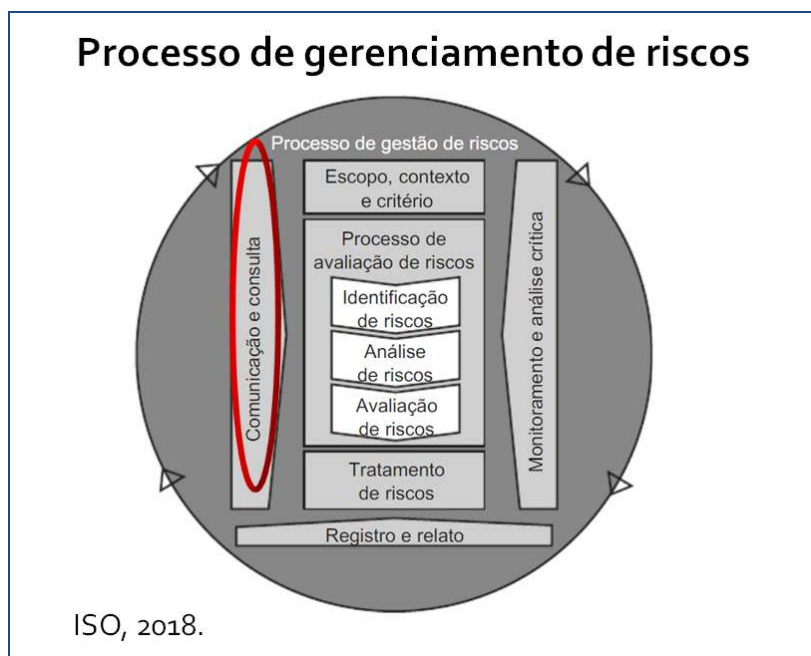 Processo de gerenciamento de riscos
Processo de gestão de riscos
Escopo, contexto
e critério
Comunicação e consulta
Processo de
avaliação de riscos
Identificação
de riscos
Análise
de riscos
Avaliação
de riscos
Monitoramento e análise crítica
Tratamento
de riscos
Registro e relato
ISO, 2018.